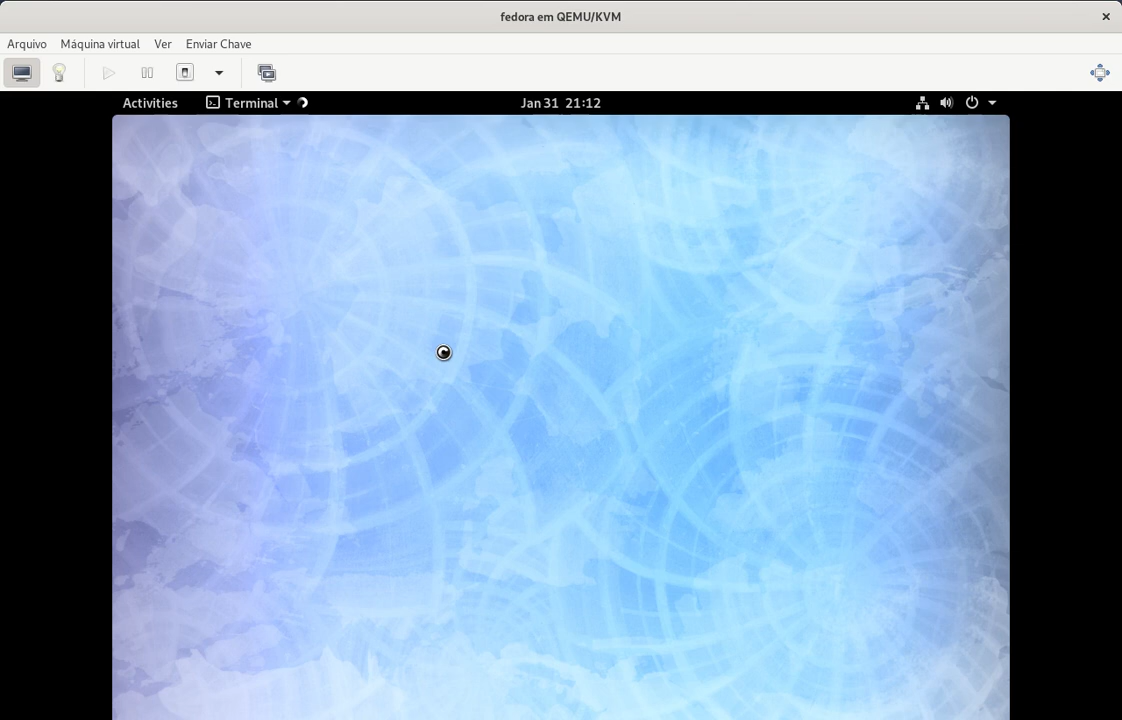 fedora em QEMU/KVM
Arquivo Máquina virtual Ver Enviar Chave
Activities Terminal Jan 31 21:12